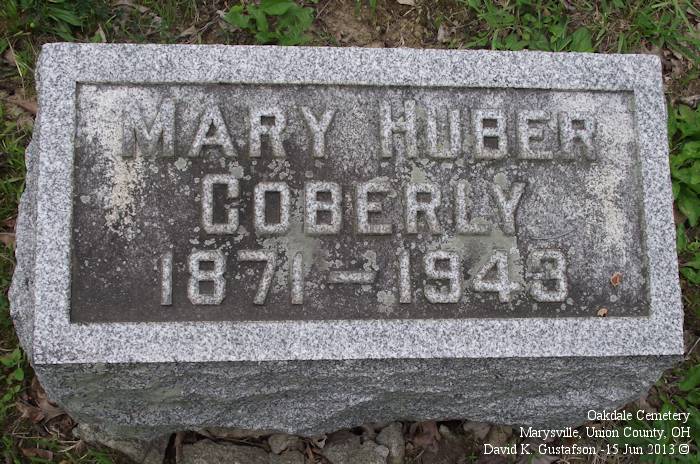 MARY HUBER
COBERLY
1871-1943
Oakdale Cemetery
Marysville, Union County, OH
David K. Gustafson -15 Jun 2013 ©